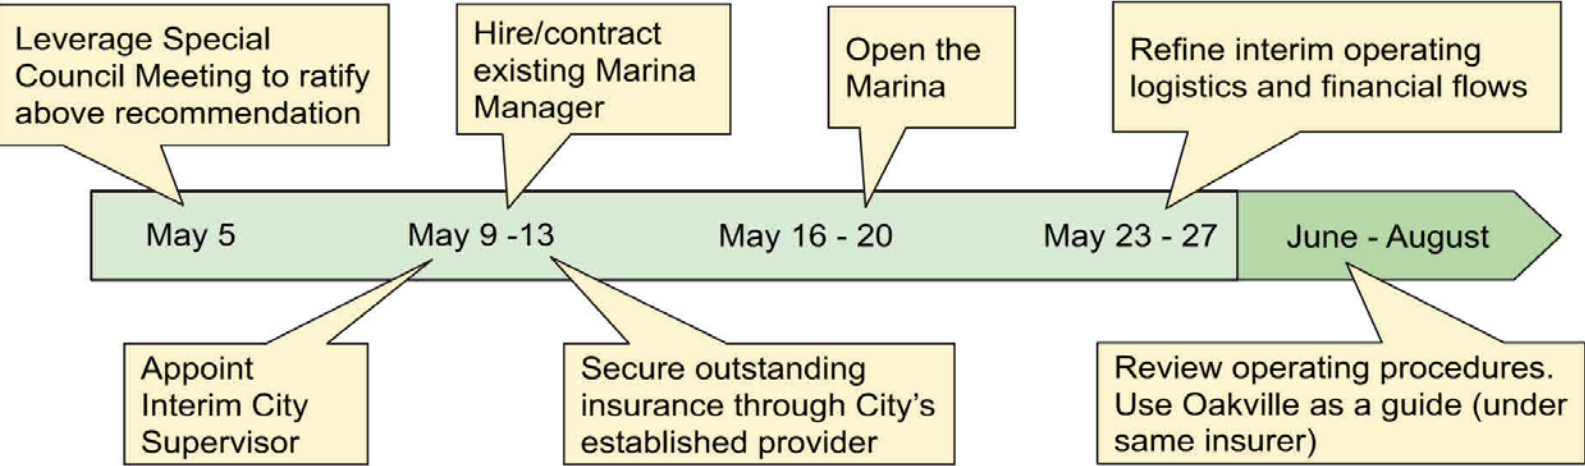 Leverage Special
Council Meeting to ratify
above recommendation
Hire/contract
existing Marina
Manager
Open the
Marina
Refine interim operating
logistics and financial flows
May 5
May 9 -13
May 16 - 20
May 23 - 27
June - August
Appoint
Interim City
Supervisor
Secure outstanding
insurance through City's
established provider
Review operating procedures.
Use Oakville as a guide (under
same insurer)